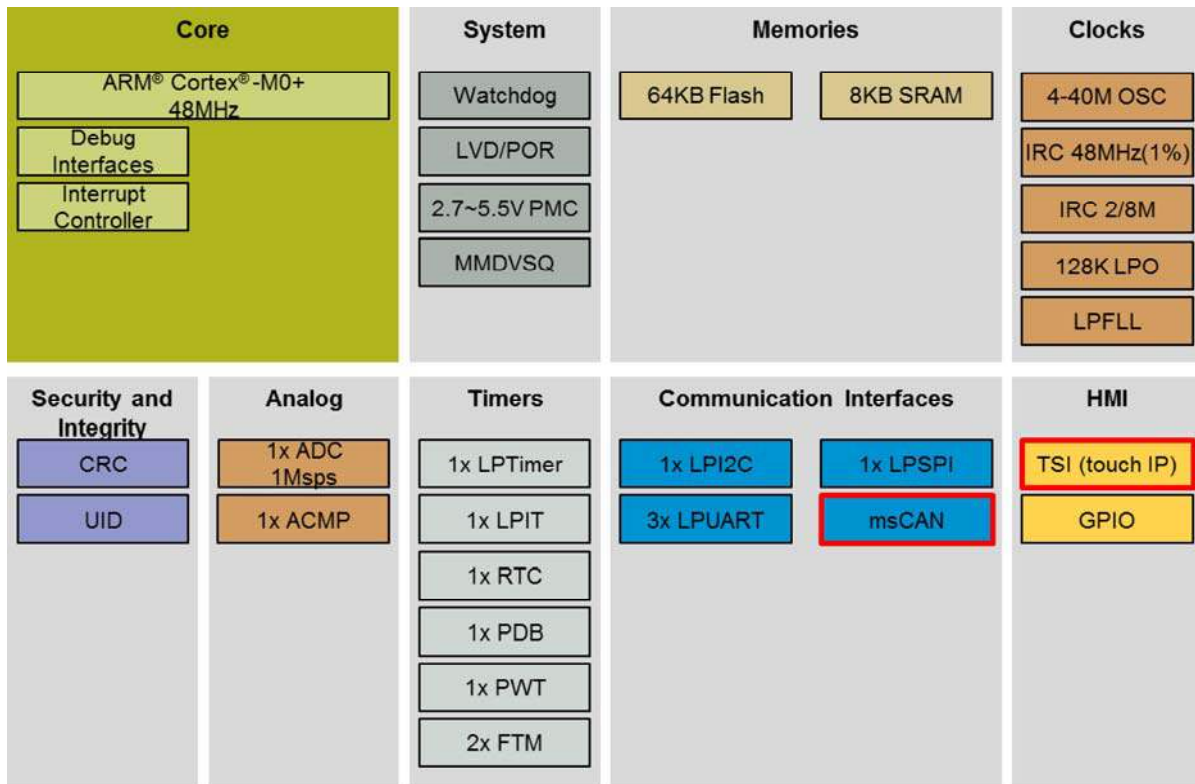 Core
ARM® Cortex®-M0+
48MHz
Debug
Interfaces
Interrupt
Controller
System
Watchdog
LVD/POR
2.7~5.5V PMC
MMDVSQ
Memories
64KB Flash
8KB SRAM
Clocks
4-40M OSC
IRC 48MHz(1%)
IRC 2/8M
128K LPO
LPFLL
Security and
Integrity
CRC
UID
Analog
1x ADC
1Msps
1x ACMP
Timers
1x LPTimer
1x LPIT
1x RTC
1x PDB
1x PWT
2x FTM
Communication Interfaces
1x LPI2C
1x LPSPI
3x LPUART
msCAN
HMI
TSI (touch IP)
GPIO